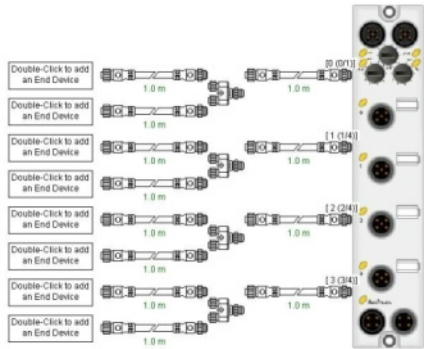 [0 (0/1)]
Double-Click to add
an End Device
1.0 m
1.0 m
Double-Click to add
an End Device
1.0 m
[ 1 (1/4)]
Double-Click to add
an End Device
1.0 m
1.0 m
Double-Click to add
an End Device
1.0 m
[ 2 (2/4)]
Double-Click to add
an End Device
1.0 m
1.0 m
Double-Click to add
an End Device
1.0 m
[ 3 (3/4)]
Double-Click to add
an End Device
1.0 m
1.0 m
Double-Click to add
an End Device
1.0 m